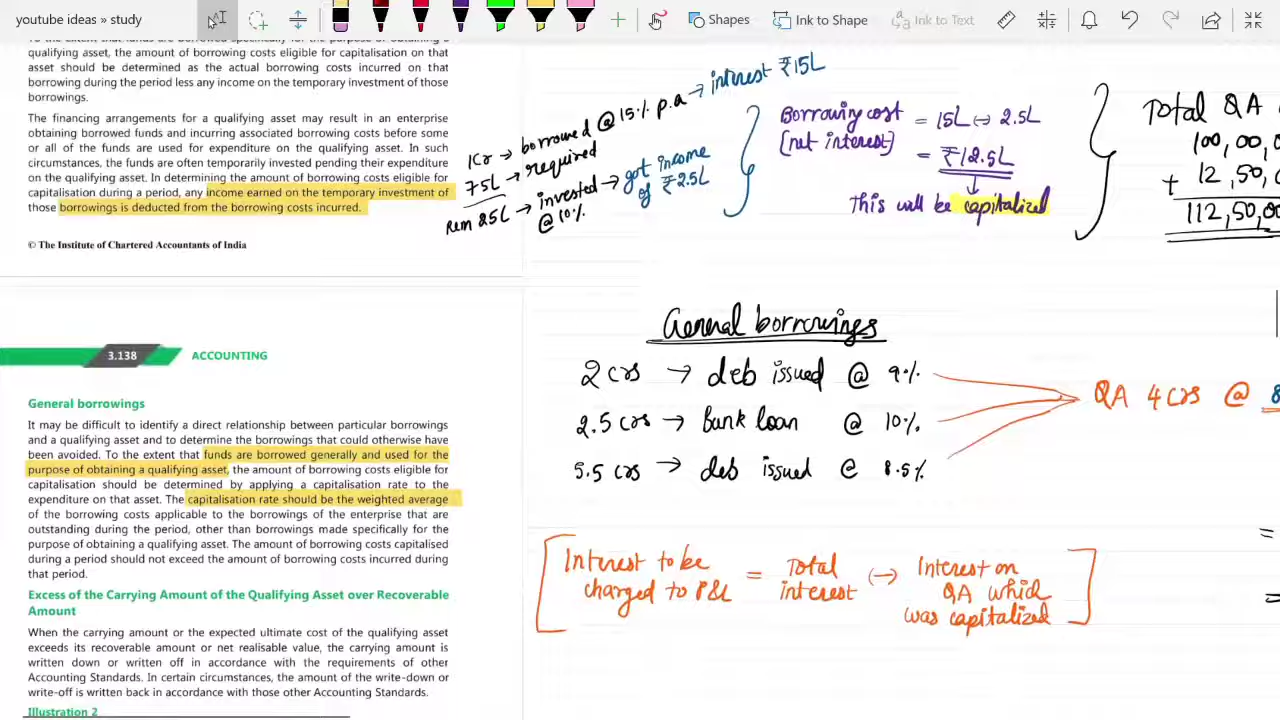 youtube ideas » study
Shapes
Ink to Shape
Ink to Text
qualifying asset, the amount of borrowing costs eligible for capitalisation on that
asset should be determined as the actual borrowing costs incurred on that
borrowing during the period less any income on the temporary investment of those
borrowings.
The financing arrangements for a qualifying asset may result in an enterprise
obtaining borrowed funds and incurring associated borrowing costs before some
or all of the funds are used for expenditure on the qualifying asset. In such
circumstances, the funds are often temporarily invested pending their expenditure
on the qualifying asset. In determining the amount of borrowing costs eligible for
capitalisation during a period, any income earned on the temporary investment of
those borrowings is deducted from the borrowing costs incurred.
© The Institute of Chartered Accountants of India
1Cr → borrowed @ 15% p.a → interest ₹15L
75L → required
Rem 25L → invested → got income
@ 10%
of ₹2.5L
Borrowing cost = 15L (-) 2.5L
[net interest] = ₹12.5L
This will be capitalized
Total QA
100,00,0
+ 12,50,0
112,50,00
3.138 ACCOUNTING
General borrowings
It may be difficult to identify a direct relationship between particular borrowings
and a qualifying asset and to determine the borrowings that could otherwise have
been avoided. To the extent that funds are borrowed generally and used for the
purpose of obtaining a qualifying asset, the amount of borrowing costs eligible for
capitalisation should be determined by applying a capitalisation rate to the
expenditure on that asset. The capitalisation rate should be the weighted average
of the borrowing costs applicable to the borrowings of the enterprise that are
outstanding during the period, other than borrowings made specifically for the
purpose of obtaining a qualifying asset. The amount of borrowing costs capitalised
during a period should not exceed the amount of borrowing costs incurred during
that period.
Excess of the Carrying Amount of the Qualifying Asset over Recoverable
Amount
When the carrying amount or the expected ultimate cost of the qualifying asset
exceeds its recoverable amount or net realisable value, the carrying amount is
written down or written off in accordance with the requirements of other
Accounting Standards. In certain circumstances, the amount of the write-down or
write-off is written back in accordance with those other Accounting Standards.
Illustration 2
General borrowings
2 crs → deb issued @ 9%
2.5 crs → bank loan @ 10%
5.5 crs → deb issued @ 8.5%
QA 4 crs @ 8
[Interest to be charged to P&L = Total interest (-) Interest on QA which was capitalized]
=
=